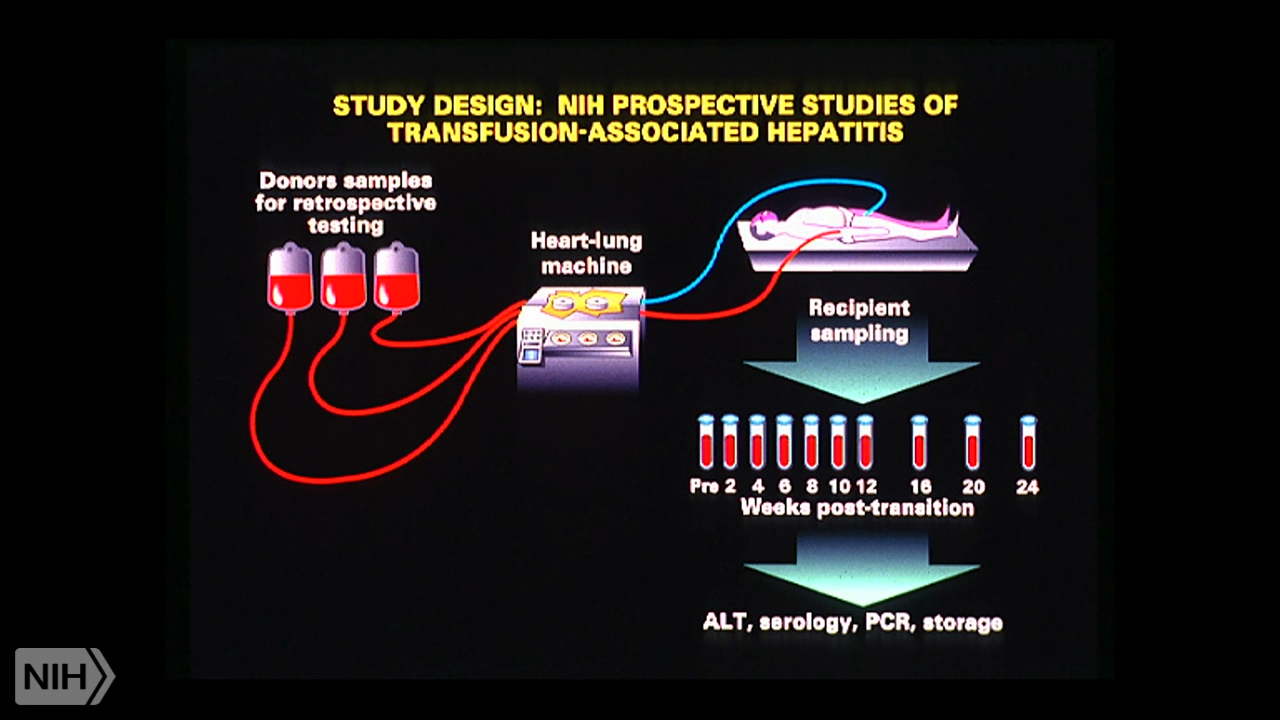 STUDY DESIGN: NIH PROSPECTIVE STUDIES OF
TRANSFUSION-ASSOCIATED HEPATITIS
Donors samples
for retrospective
testing
Heart-lung
machine
Recipient
sampling
Pre 2 4 6 8 10 12 16 20 24
Weeks post-transition
ALT, serology, PCR, storage
NIH